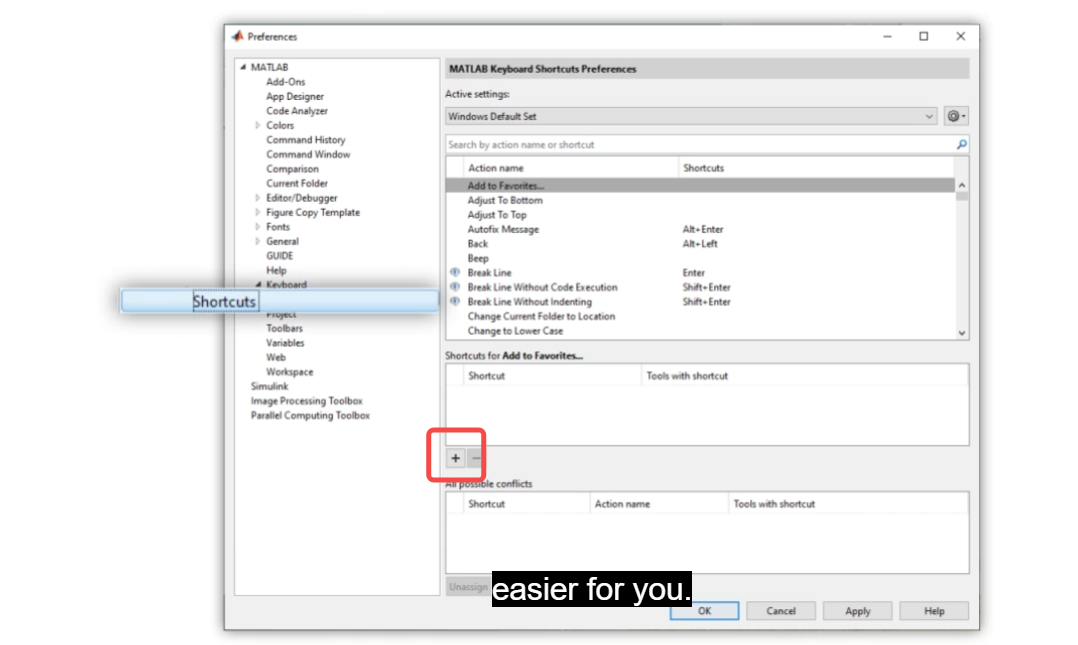 Preferences
MATLAB
Add-Ons
App Designer
Code Analyzer
Colors
Command History
Command Window
Comparison
Current Folder
Editor/Debugger
Figure Copy Template
Fonts
General
GUIDE
Help
Keyboard
Shortcuts
Project
Toolbars
Variables
Web
Workspace
Simulink
Image Processing Toolbox
Parallel Computing Toolbox
MATLAB Keyboard Shortcuts Preferences
Active settings:
Windows Default Set
Search by action name or shortcut
Action name Shortcuts
Add to Favorites...
Adjust To Bottom
Adjust To Top
Autofix Message Alt+Enter
Back Alt+Left
Beep
Break Line Enter
Break Line Without Code Execution Shift+Enter
Break Line Without Indenting Shift+Enter
Change Current Folder to Location
Change to Lower Case
Shortcuts for Add to Favorites...
Shortcut Tools with shortcut
+ −
All possible conflicts
Shortcut Action name Tools with shortcut
Unassign
easier for you.
OK Cancel Apply Help